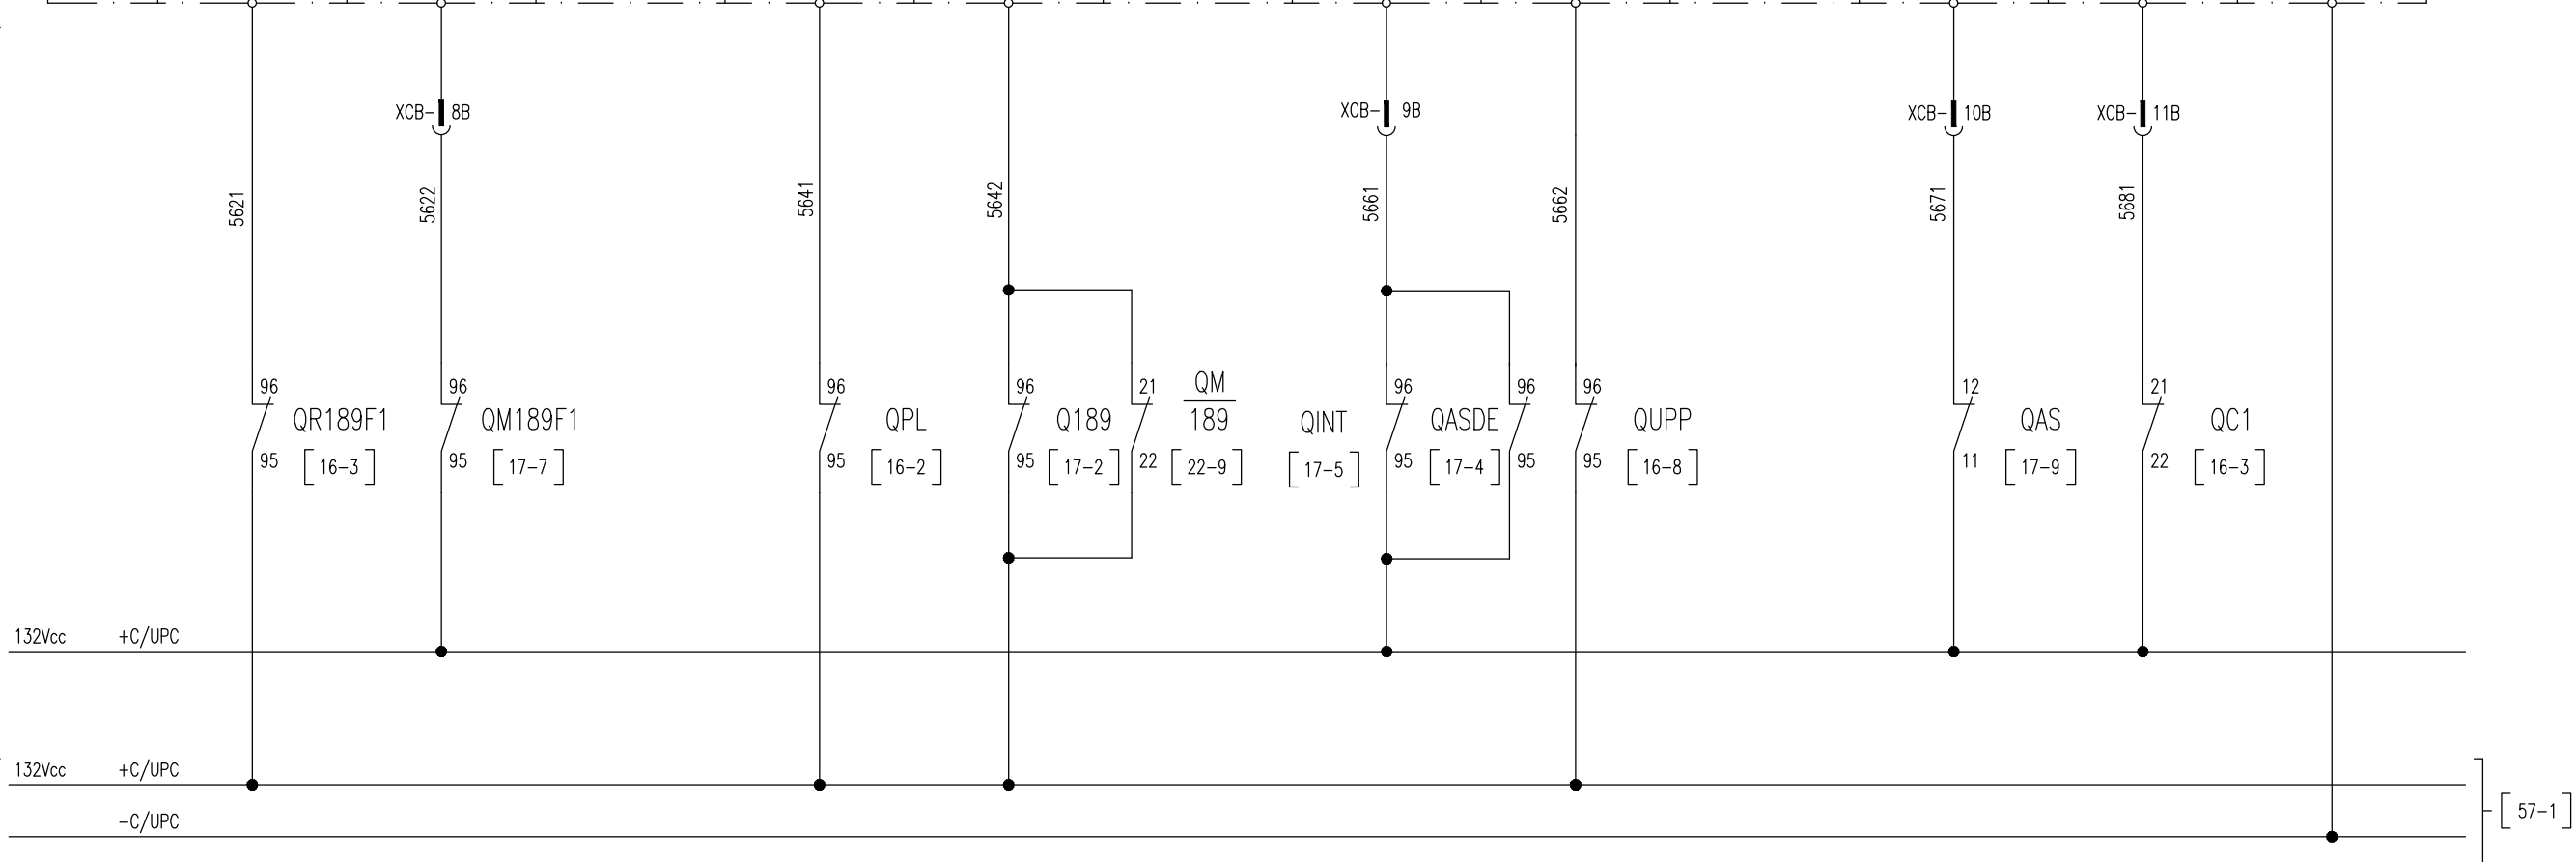 XCB- 8B
XCB- 9B
XCB- 10B
XCB- 11B
5621
5622
5641
5642
5661
5662
5671
5681
96 96 96 96 21 96 96 96 12 21
QR189F1 QM189F1 QPL Q189 QM QINT QASDE QUPP QAS QC1
189
95 [16-3] 95 [17-7] 95 [16-2] 95 [17-2] 22 [22-9] [17-5] 95 [17-4] 95 95 [16-8] 11 [17-9] 22 [16-3]
132Vcc +C/UPC
132Vcc +C/UPC
-C/UPC
[57-1]